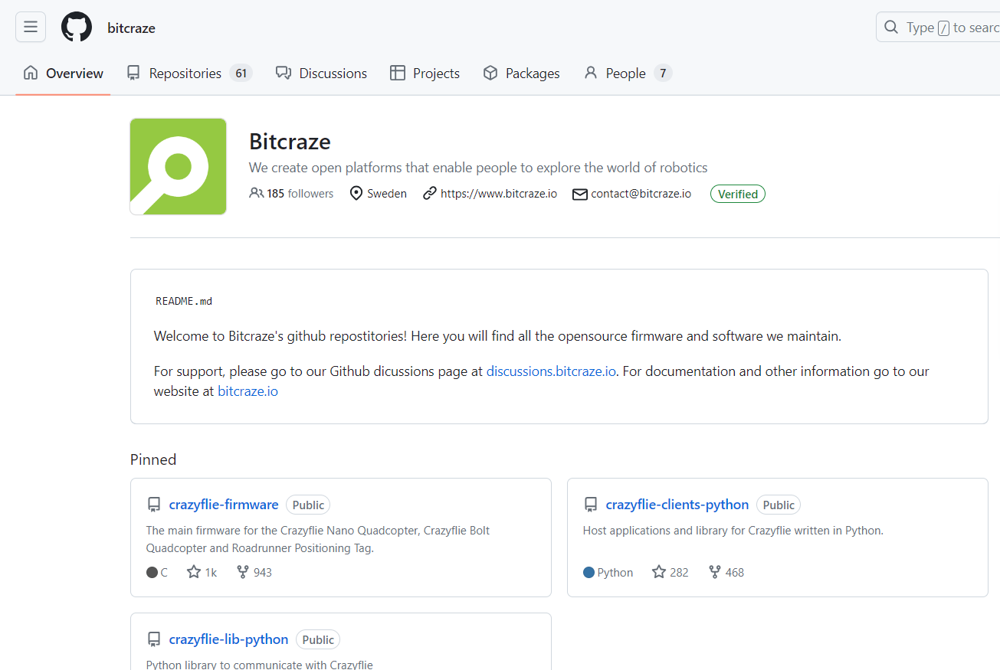 bitcraze
Type / to searc
Overview
Repositories 61
Discussions
Projects
Packages
People 7
Bitcraze
We create open platforms that enable people to explore the world of robotics
185 followers
Sweden
https://www.bitcraze.io
contact@bitcraze.io
Verified
README.md
Welcome to Bitcraze's github repostitories! Here you will find all the opensource firmware and software we maintain.
For support, please go to our Github dicussions page at discussions.bitcraze.io. For documentation and other information go to our
website at bitcraze.io
Pinned
crazyflie-firmware Public
The main firmware for the Crazyflie Nano Quadcopter, Crazyflie Bolt
Quadcopter and Roadrunner Positioning Tag.
C 1k 943
crazyflie-clients-python Public
Host applications and library for Crazyflie written in Python.
Python 282 468
crazyflie-lib-python Public
Python library to communicate with Crazyflie